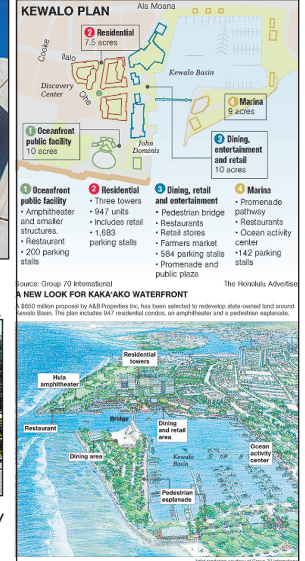 KEWALO PLAN
Ala Moana
2 Residential
7.5 acres
Cooke
Ilalo
Kewalo Basin
Discovery
Center
Ohe
4 Marina
9 acres
1 Oceanfront
public facility
10 acres
John
Dominis
3 Dining,
entertainment
and retail
10 acres
1 Oceanfront
public facility
• Amphitheater
and smaller
structures.
• Restaurant
• 200 parking
stalls
2 Residential
• Three towers
• 947 units
• Includes retail
• 1,683
parking stalls
3 Dining, retail
and entertainment
• Pedestrian bridge
• Restaurants
• Retail stores
• Farmers market
• 584 parking stalls
• Promenade and
public plaza
4 Marina
• Promenade
pathway
• Restaurants
• Ocean activity
center
•142 parking
stalls
Source: Group 70 International
The Honolulu Advertiser
A NEW LOOK FOR KAKA'AKO WATERFRONT
A $650 million proposal by A&B Properties Inc. has been selected to redevelop state-owned land around
Kewalo Basin. The plan includes 947 residential condos, an amphitheater and a pedestrian esplanade.
Residential
towers
Hula
amphitheater
Restaurant
Bridge
Dining
and retail
area
Dining area
Kewalo
Basin
Ocean
activity
center
Pedestrian
esplanade